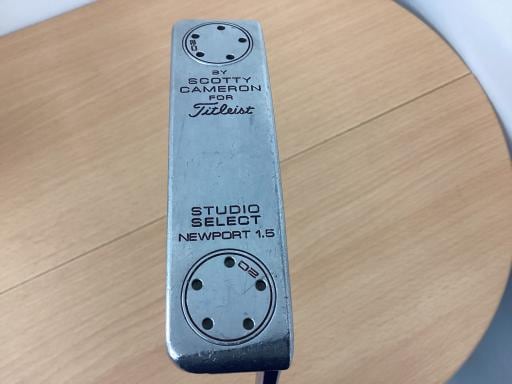 BY
SCOTTY
CAMERON
FOR
Titleist
STUDIO
SELECT
NEWPORT 1.5